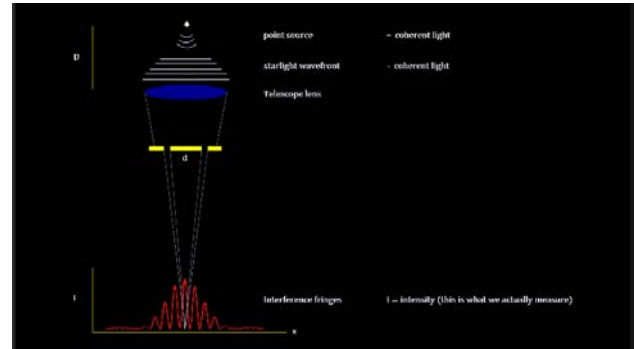 point source – coherent light
D
starlight wavefront - coherent light
Telescope lens
d
I
Interference fringes I – intensity (this is what we actually measure)
x